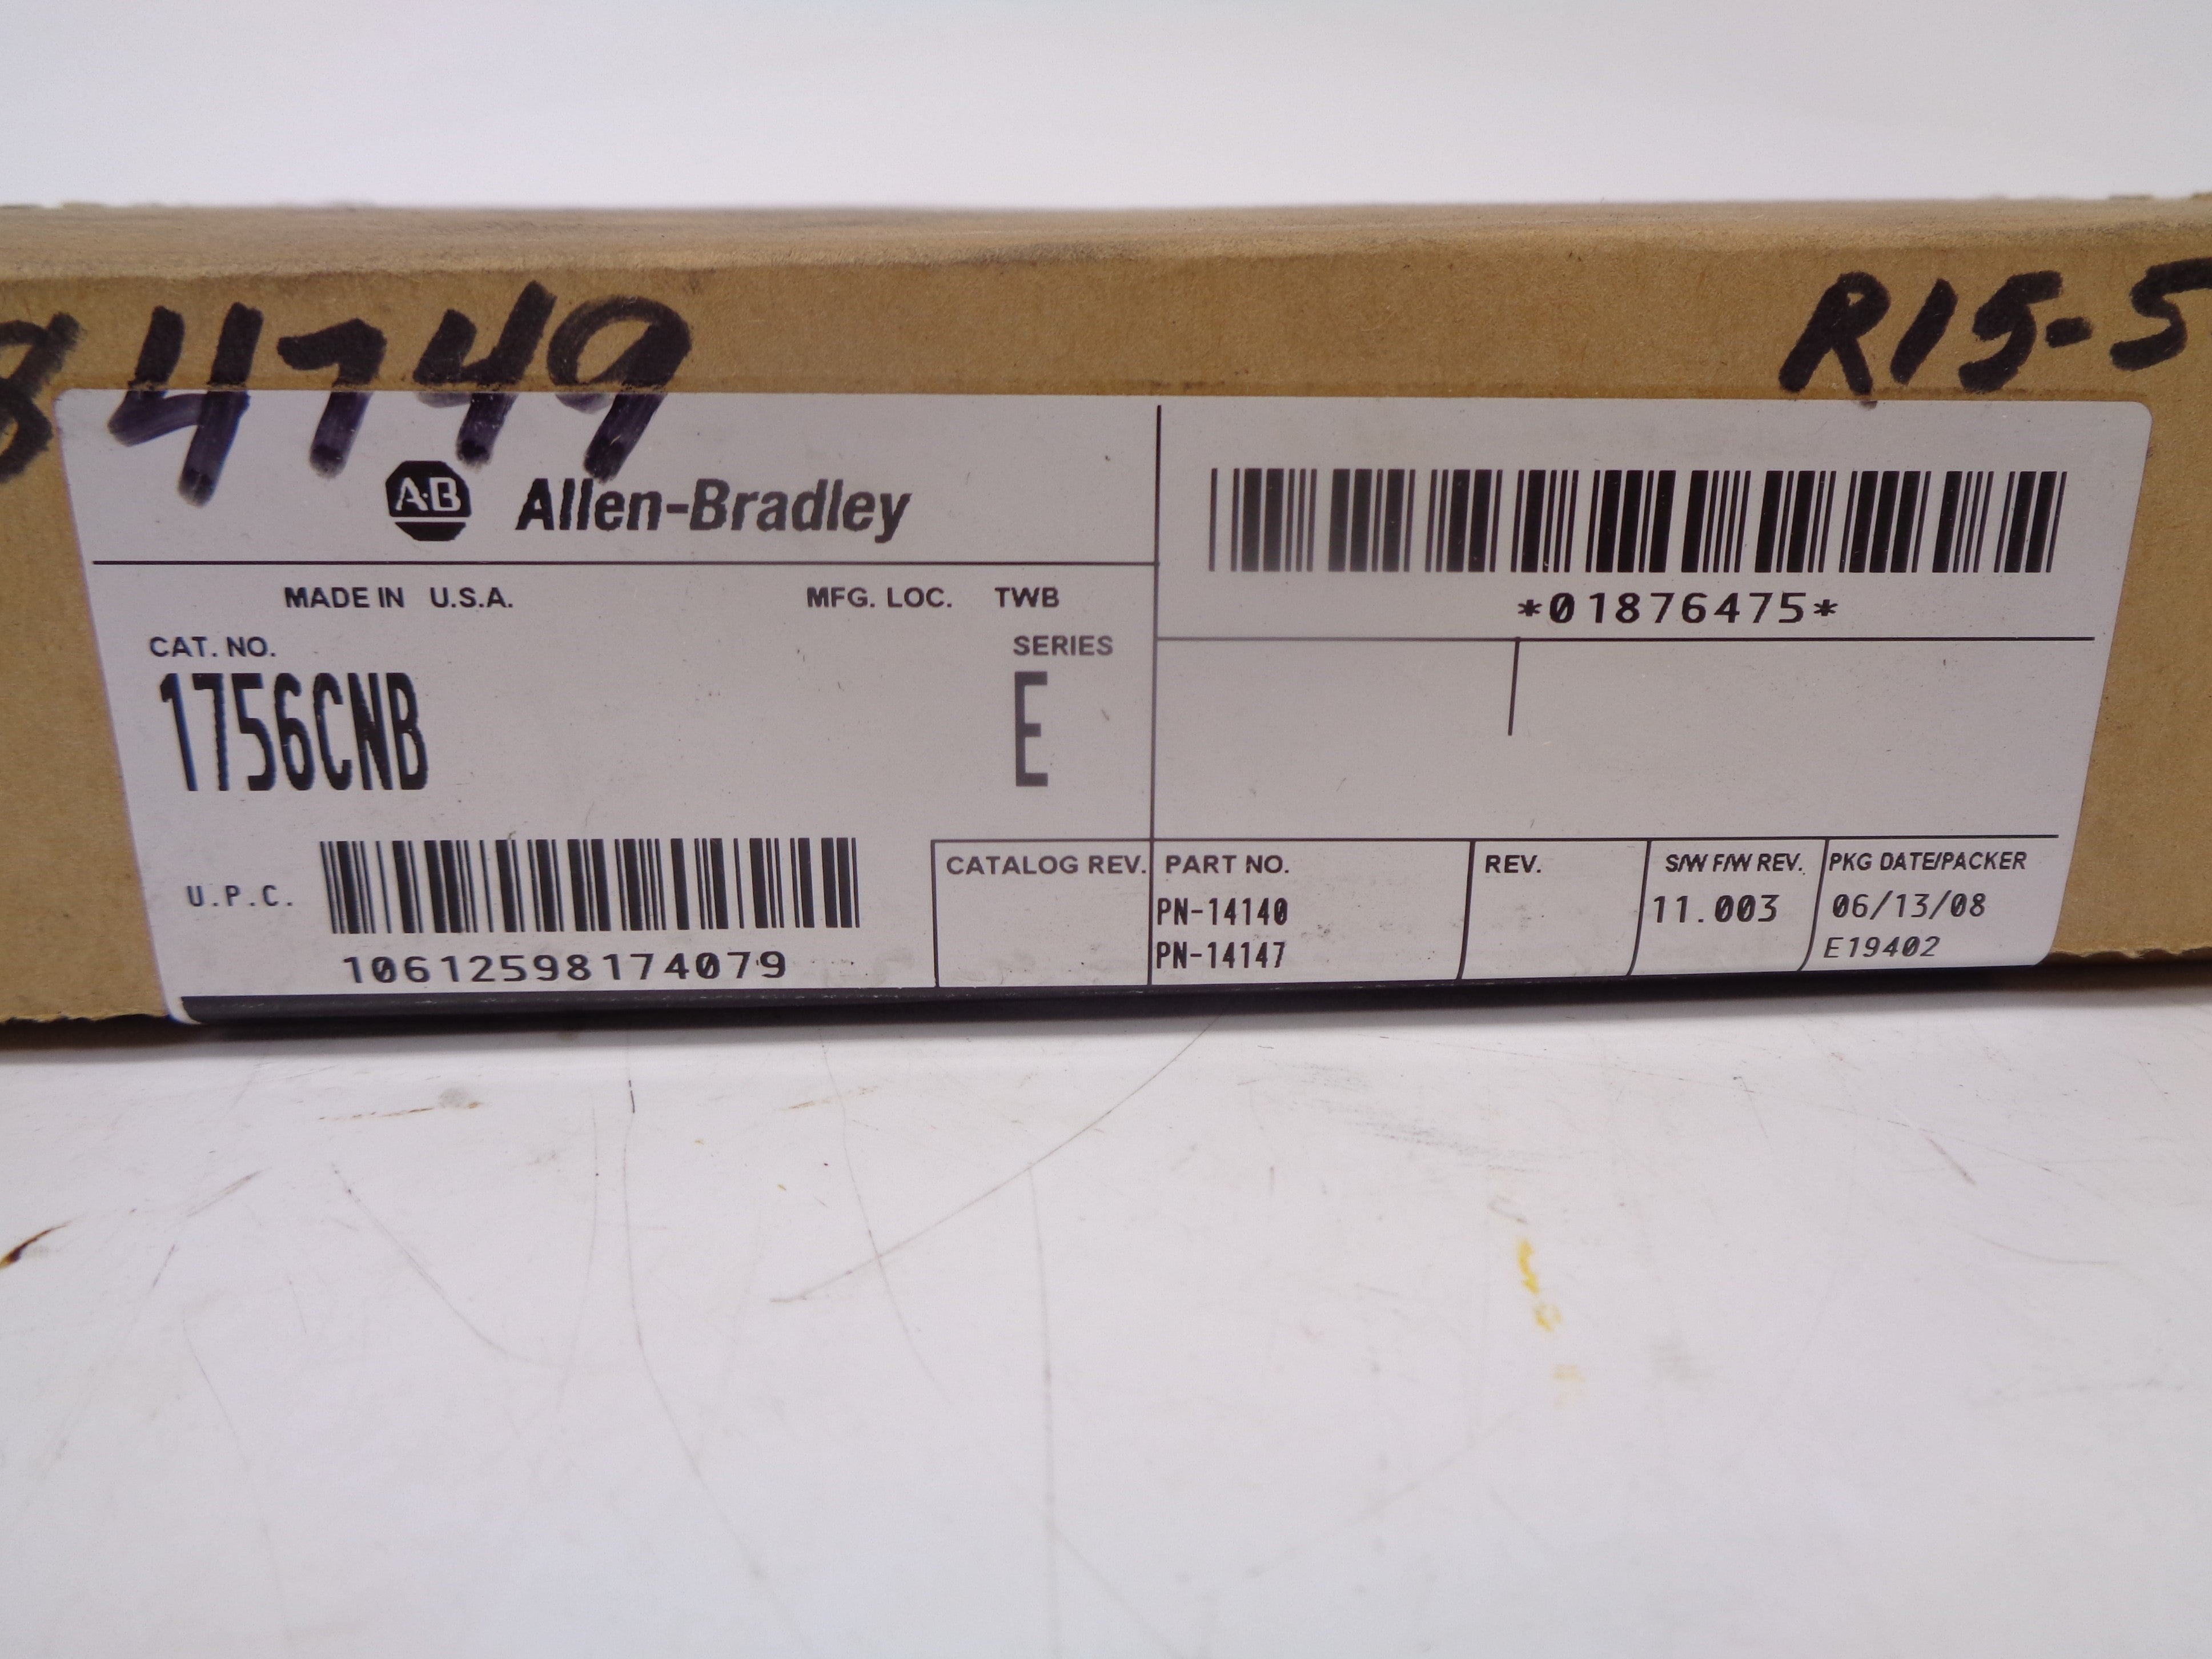 84749
R15-5
A·B Allen-Bradley
*01876475*
MADE IN U.S.A. MFG. LOC. TWB
CAT. NO. SERIES
1756CNB E
U.P.C.
10612598174079
CATALOG REV. PART NO. REV. S/W F/W REV. PKG DATE/PACKER
PN-14140 11.003 06/13/08
PN-14147 E19402